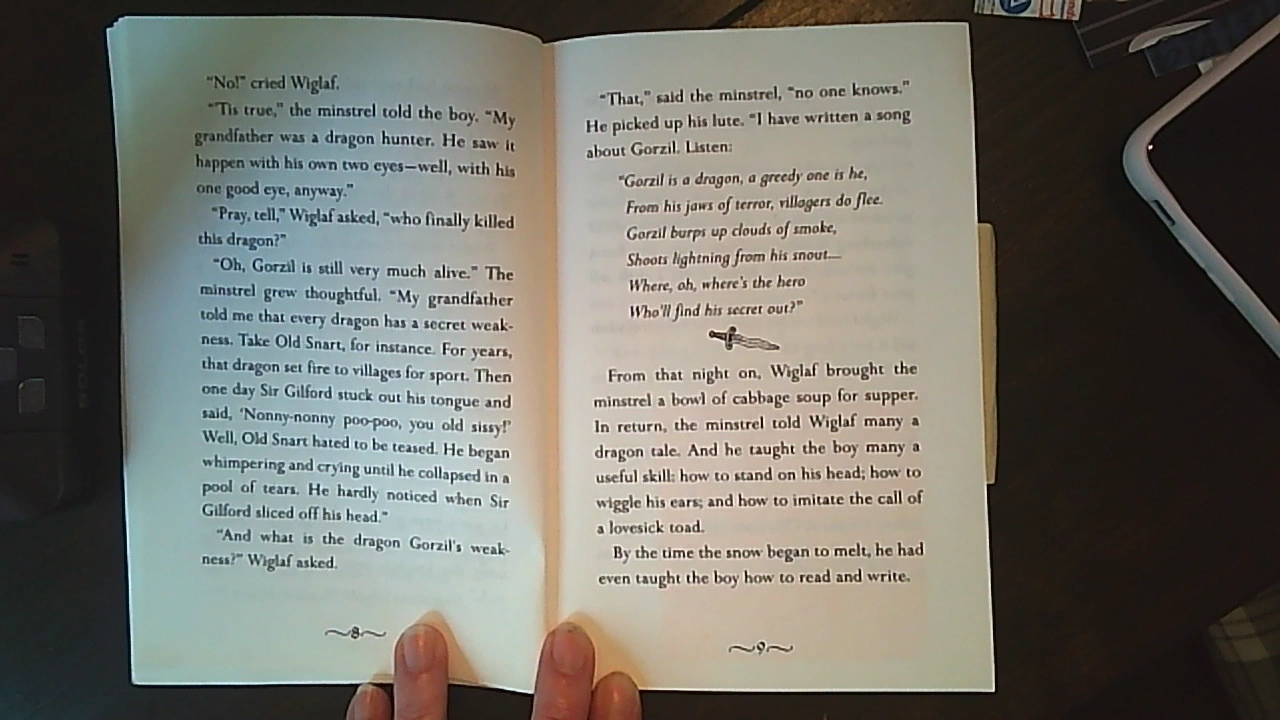 “No!” cried Wiglaf.
“’Tis true,” the minstrel told the boy. “My
grandfather was a dragon hunter. He saw it
happen with his own two eyes—well, with his
one good eye, anyway.”
“Pray, tell,” Wiglaf asked, “who finally killed
this dragon?”
“Oh, Gorzil is still very much alive.” The
minstrel grew thoughtful. “My grandfather
told me that every dragon has a secret weak-
ness. Take Old Snart, for instance. For years,
that dragon set fire to villages for sport. Then
one day Sir Gilford stuck out his tongue and
said, ‘Nonny-nonny poo-poo, you old sissy!’
Well, Old Snart hated to be teased. He began
whimpering and crying until he collapsed in a
pool of tears. He hardly noticed when Sir
Gilford sliced off his head.”
“And what is the dragon Gorzil’s weak-
ness?” Wiglaf asked.
8
“That,” said the minstrel, “no one knows.”
He picked up his lute. “I have written a song
about Gorzil. Listen:
“Gorzil is a dragon, a greedy one is he,
From his jaws of terror, villagers do flee.
Gorzil burps up clouds of smoke,
Shoots lightning from his snout—
Where, oh, where’s the hero
Who’ll find his secret out?”
From that night on, Wiglaf brought the
minstrel a bowl of cabbage soup for supper.
In return, the minstrel told Wiglaf many a
dragon tale. And he taught the boy many a
useful skill: how to stand on his head; how to
wiggle his ears; and how to imitate the call of
a lovesick toad.
By the time the snow began to melt, he had
even taught the boy how to read and write.
9